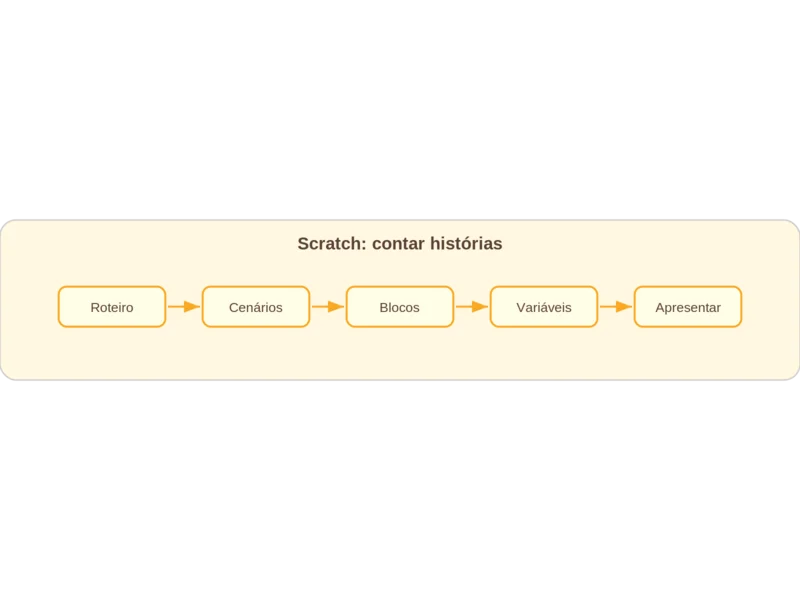 Scratch: contar histórias
Roteiro
Cenários
Blocos
Variáveis
Apresentar